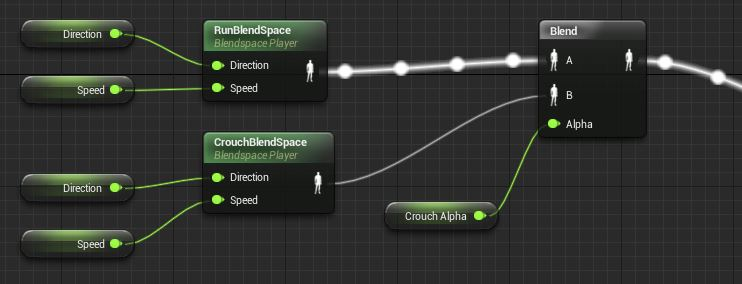 Direction
Speed
RunBlendSpace
Blendspace Player
Direction
Speed
Direction
Speed
CrouchBlendSpace
Blendspace Player
Direction
Speed
Crouch Alpha
Blend
A
B
Alpha